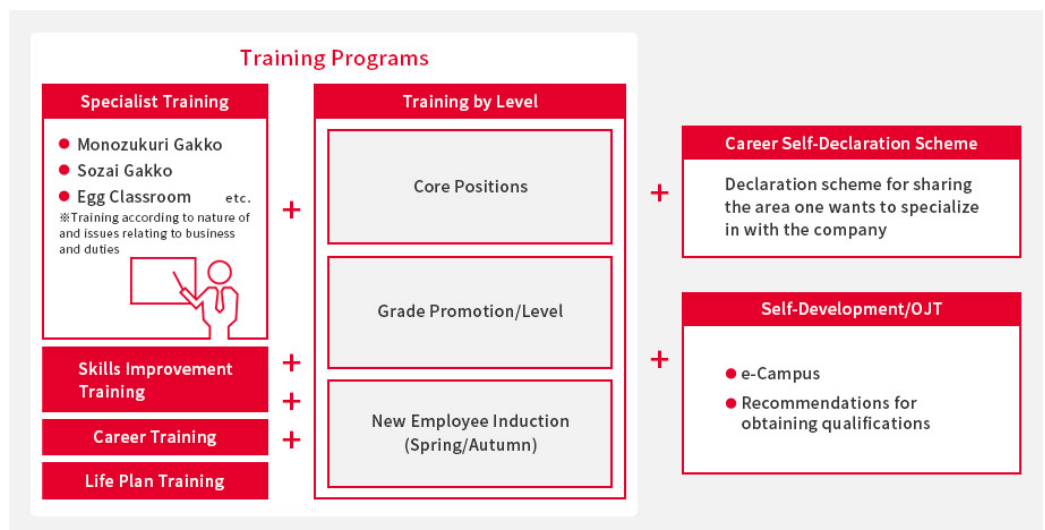 Training Programs
Specialist Training
● Monozukuri Gakko
● Sozai Gakko
● Egg Classroom etc.
※Training according to nature of
and issues relating to business
and duties
Skills Improvement
Training
Career Training
Life Plan Training
+
+
+
+
Training by Level
Core Positions
Grade Promotion/Level
New Employee Induction
(Spring/Autumn)
+
+
Career Self-Declaration Scheme
Declaration scheme for sharing
the area one wants to specialize
in with the company
Self-Development/OJT
● e-Campus
● Recommendations for
obtaining qualifications